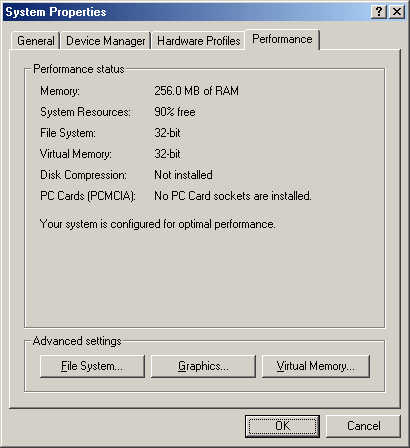 System Properties
General Device Manager Hardware Profiles Performance
Performance status
Memory: 256.0 MB of RAM
System Resources: 90% free
File System: 32-bit
Virtual Memory: 32-bit
Disk Compression: Not installed
PC Cards (PCMCIA): No PC Card sockets are installed.
Your system is configured for optimal performance.
Advanced settings
File System... Graphics... Virtual Memory...
OK Cancel